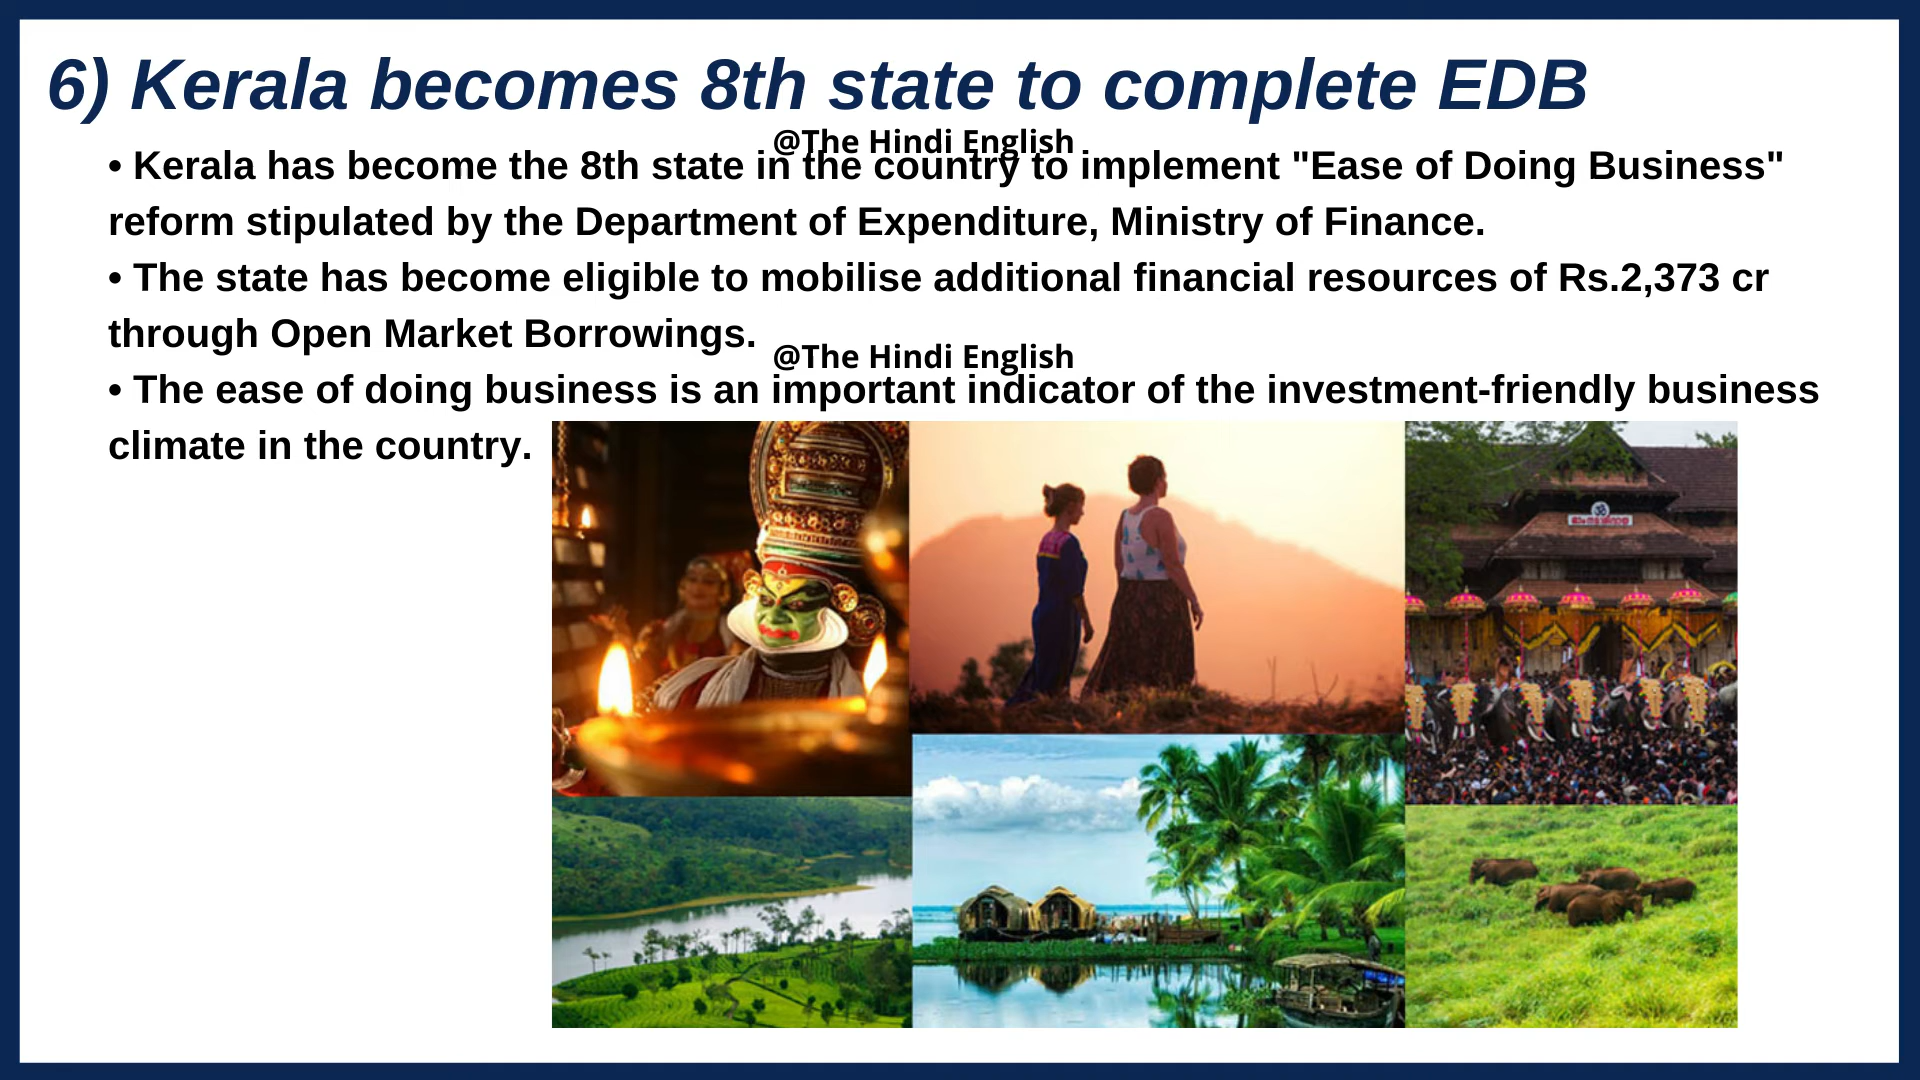 6) Kerala becomes 8th state to complete EDB
@The Hindi English
• Kerala has become the 8th state in the country to implement "Ease of Doing Business"
reform stipulated by the Department of Expenditure, Ministry of Finance.
• The state has become eligible to mobilise additional financial resources of Rs.2,373 cr
through Open Market Borrowings.
@The Hindi English
• The ease of doing business is an important indicator of the investment-friendly business
climate in the country.